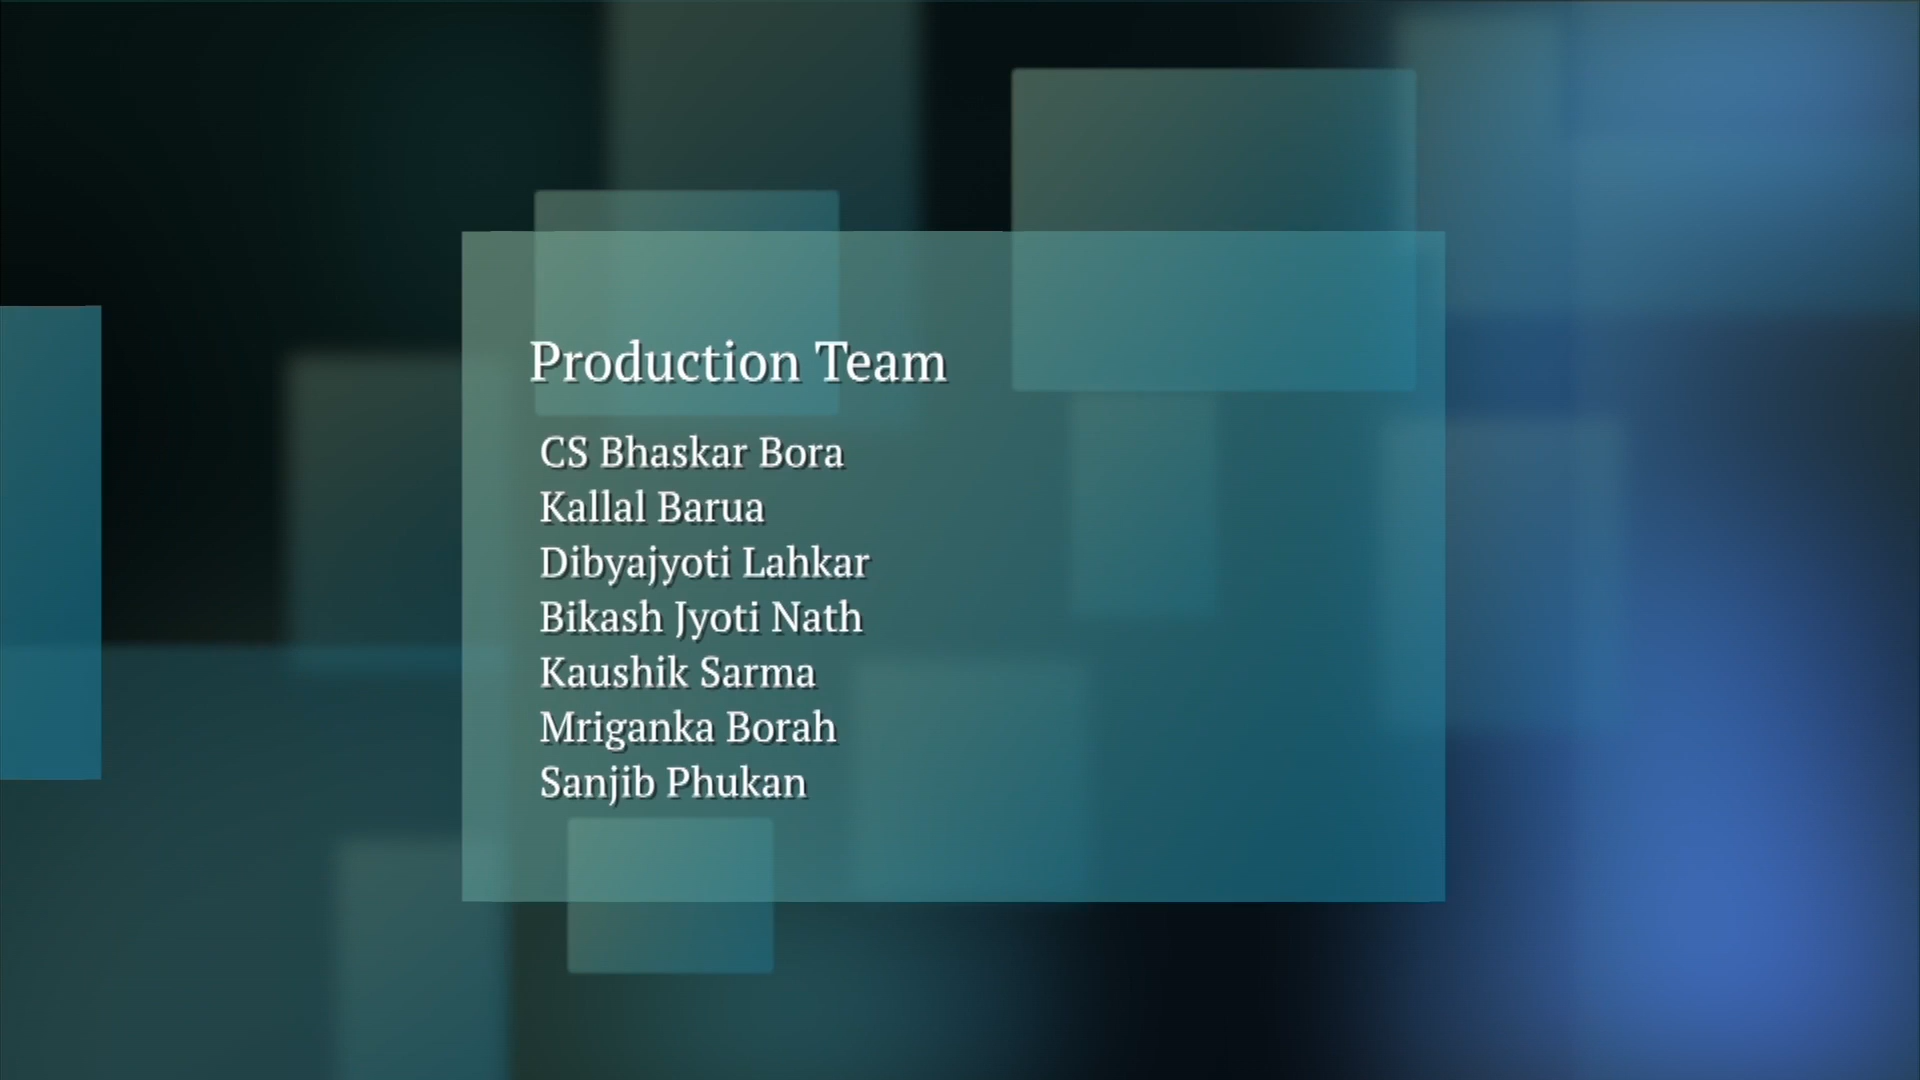 Production Team
CS Bhaskar Bora
Kallal Barua
Dibyajyoti Lahkar
Bikash Jyoti Nath
Kaushik Sarma
Mriganka Borah
Sanjib Phukan